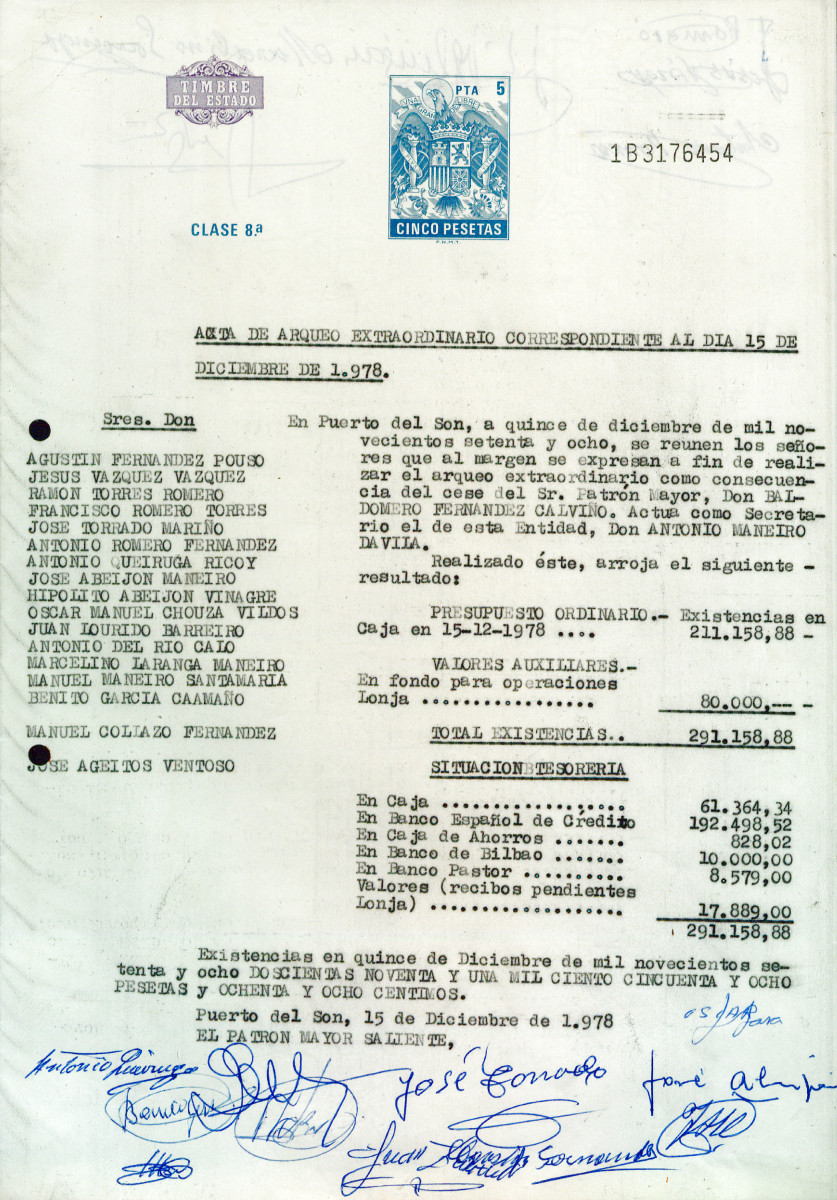 TIMBRE
DEL ESTADO
PTA 5
UNA GRANDE LIBRE
CINCO PESETAS
F.N.M.T.
1B3176454
CLASE 8.ª
ACTA DE ARQUEO EXTRAORDINARIO CORRESPONDIENTE AL DIA 15 DE
DICIEMBRE DE 1.978.
Sres. Don
AGUSTIN FERNANDEZ POUSO
JESUS VAZQUEZ VAZQUEZ
RAMON TORRES ROMERO
FRANCISCO ROMERO TORRES
JOSE TORRADO MARIÑO
ANTONIO ROMERO FERNANDEZ
ANTONIO QUEIRUGA RICOY
JOSE ABEIJON MANEIRO
HIPOLITO ABEIJON VINAGRE
OSCAR MANUEL CHOUZA VILDOS
JUAN LOURIDO BARREIRO
ANTONIO DEL RIO CALO
MARCELINO LARANGA MANEIRO
MANUEL MANEIRO SANTAMARIA
BENITO GARCIA CAAMAÑO
MANUEL COLLAZO FERNANDEZ
JOSE AGEITOS VENTOSO
En Puerto del Son, a quince de diciembre de mil no-
vecientos setenta y ocho, se reunen los seño-
res que al margen se expresan a fin de reali-
zar el arqueo extraordinario como consecuen-
cia del cese del Sr. Patrón Mayor, Don BAL-
DOMERO FERNANDEZ CALVIÑO. Actua como Secreta-
rio el de esta Entidad, Don ANTONIO MANEIRO
DAVILA.
Realizado éste, arroja el siguiente -
resultado:
PRESUPUESTO ORDINARIO.- Existencias en
Caja en 15-12-1978 .... 211.158,88 -
VALORES AUXILIARES.-
En fondo para operaciones
Lonja ................. 80.000,-- -
TOTAL EXISTENCIAS.. 291.158,88
SITUACION TESORERIA
En Caja .................. 61.364,34
En Banco Español de Crédito 192.498,52
En Caja de Ahorros ....... 828,02
En Banco de Bilbao ....... 10.000,00
En Banco Pastor .......... 8.579,00
Valores (recibos pendientes
Lonja) ................... 17.889,00
291.158,88
Existencias en quince de Diciembre de mil novecientos se-
tenta y ocho DOSCIENTAS NOVENTA Y UNA MIL CIENTO CINCUENTA Y OCHO
PESETAS y OCHENTA Y OCHO CENTIMOS.
Puerto del Son, 15 de Diciembre de 1.978
EL PATRON MAYOR SALIENTE,
Antonio Queiruga
José Torrado
José
Juan
Fernandez